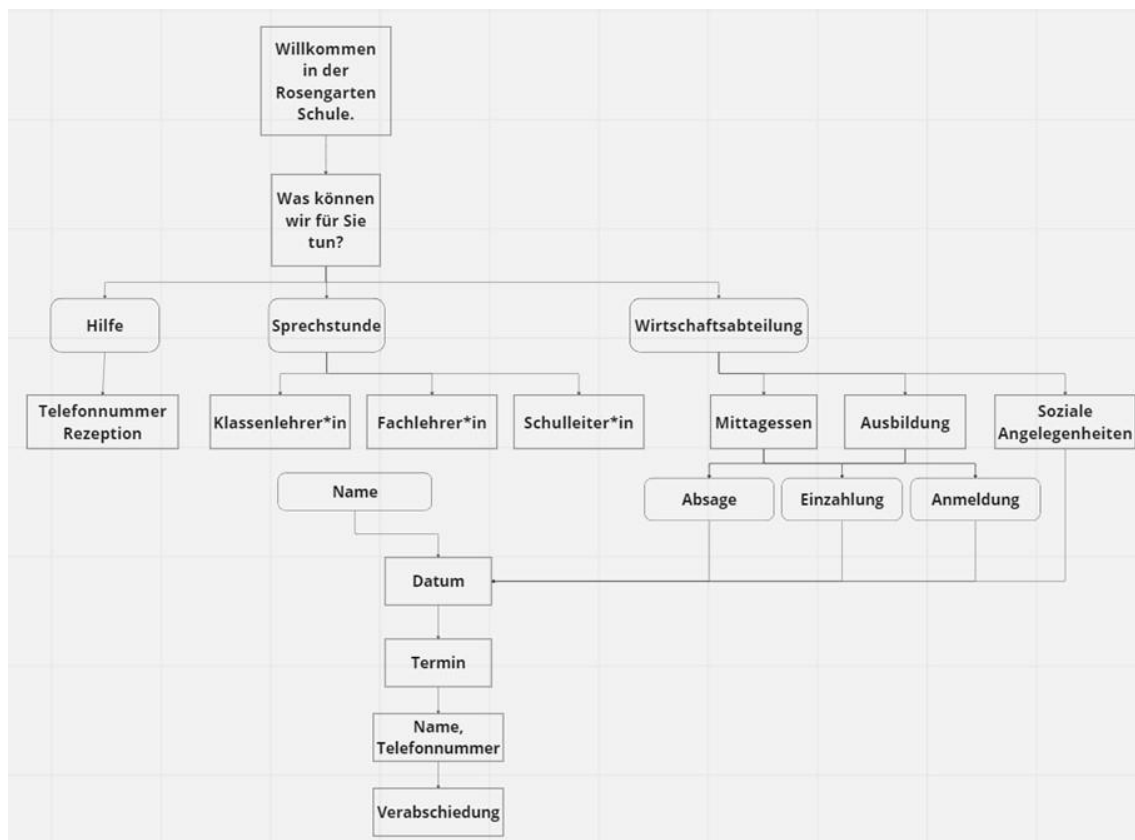 Willkommen
in der
Rosengarten
Schule.
Was können
wir für Sie
tun?
Hilfe
Sprechstunde
Wirtschaftsabteilung
Telefonnummer
Rezeption
Klassenlehrer*in
Fachlehrer*in
Schulleiter*in
Mittagessen
Ausbildung
Soziale
Angelegenheiten
Name
Absage
Einzahlung
Anmeldung
Datum
Termin
Name,
Telefonnummer
Verabschiedung